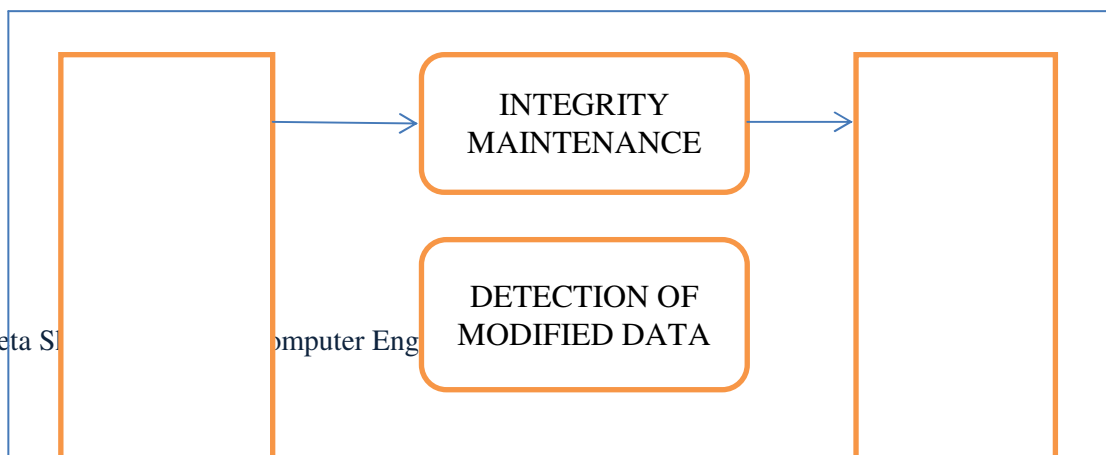 INTEGRITY
MAINTENANCE
DETECTION OF
MODIFIED DATA